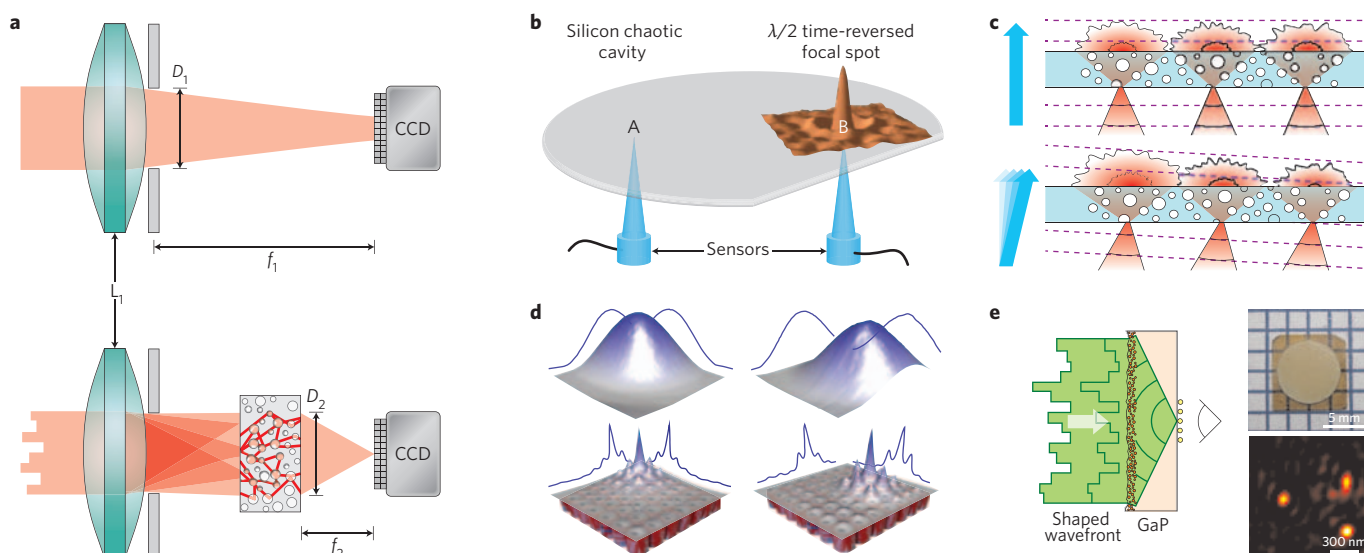 a
D1
CCD
f1
L1
D2
CCD
f2
b
Silicon chaotic
cavity
λ/2 time-reversed
focal spot
A
B
Sensors
c
d
e
Shaped
wavefront
GaP
5 mm
300 nm